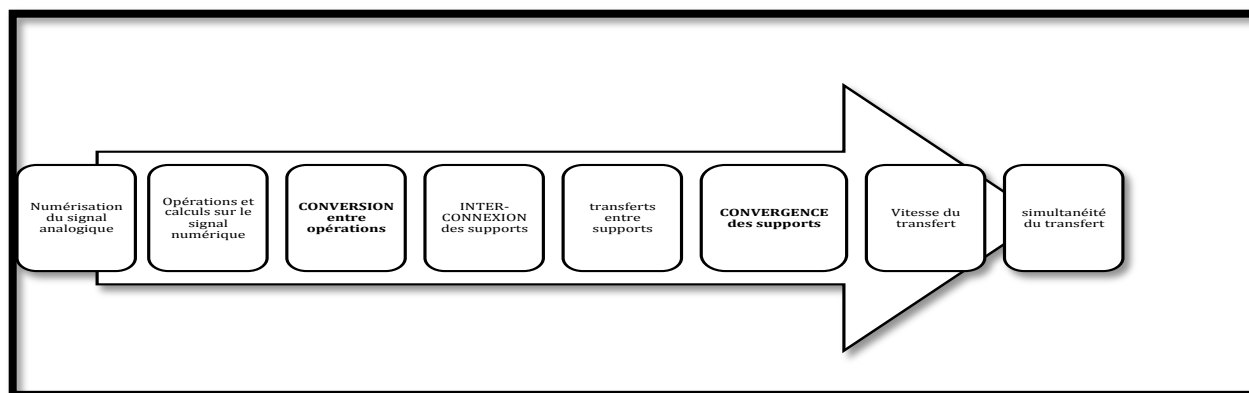 Numérisation
du signal
analogique
Opérations et
calculs sur le
signal
numérique
CONVERSION
entre
opérations
INTER-
CONNEXION
des supports
transferts
entre
supports
CONVERGENCE
des supports
Vitesse du
transfert
simultanéité
du transfert